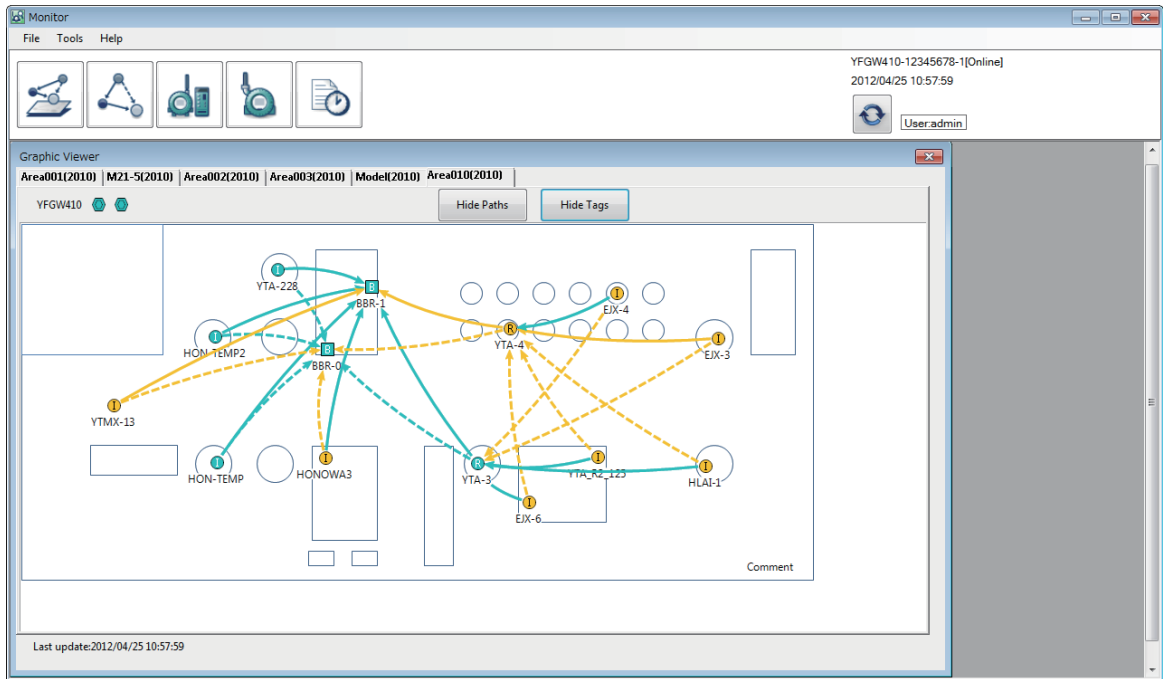 Monitor
File Tools Help
YFGW410-12345678-1[Online]
2012/04/25 10:57:59
User:admin
Graphic Viewer
Area001(2010) M21-5(2010) Area002(2010) Area003(2010) Model(2010) Area010(2010)
YFGW410 Hide Paths Hide Tags
I
YTA-228
B
BBR-1
I
EJX-4
I
HON-TEMP2
B
BBR-0
R
YTA-4
I
EJX-3
I
YTMX-13
I
HON-TEMP
I
HONOWA3
R
YTA-3
I
YTA_R2_123
I
HLAI-1
I
EJX-6
Comment
Last update:2012/04/25 10:57:59